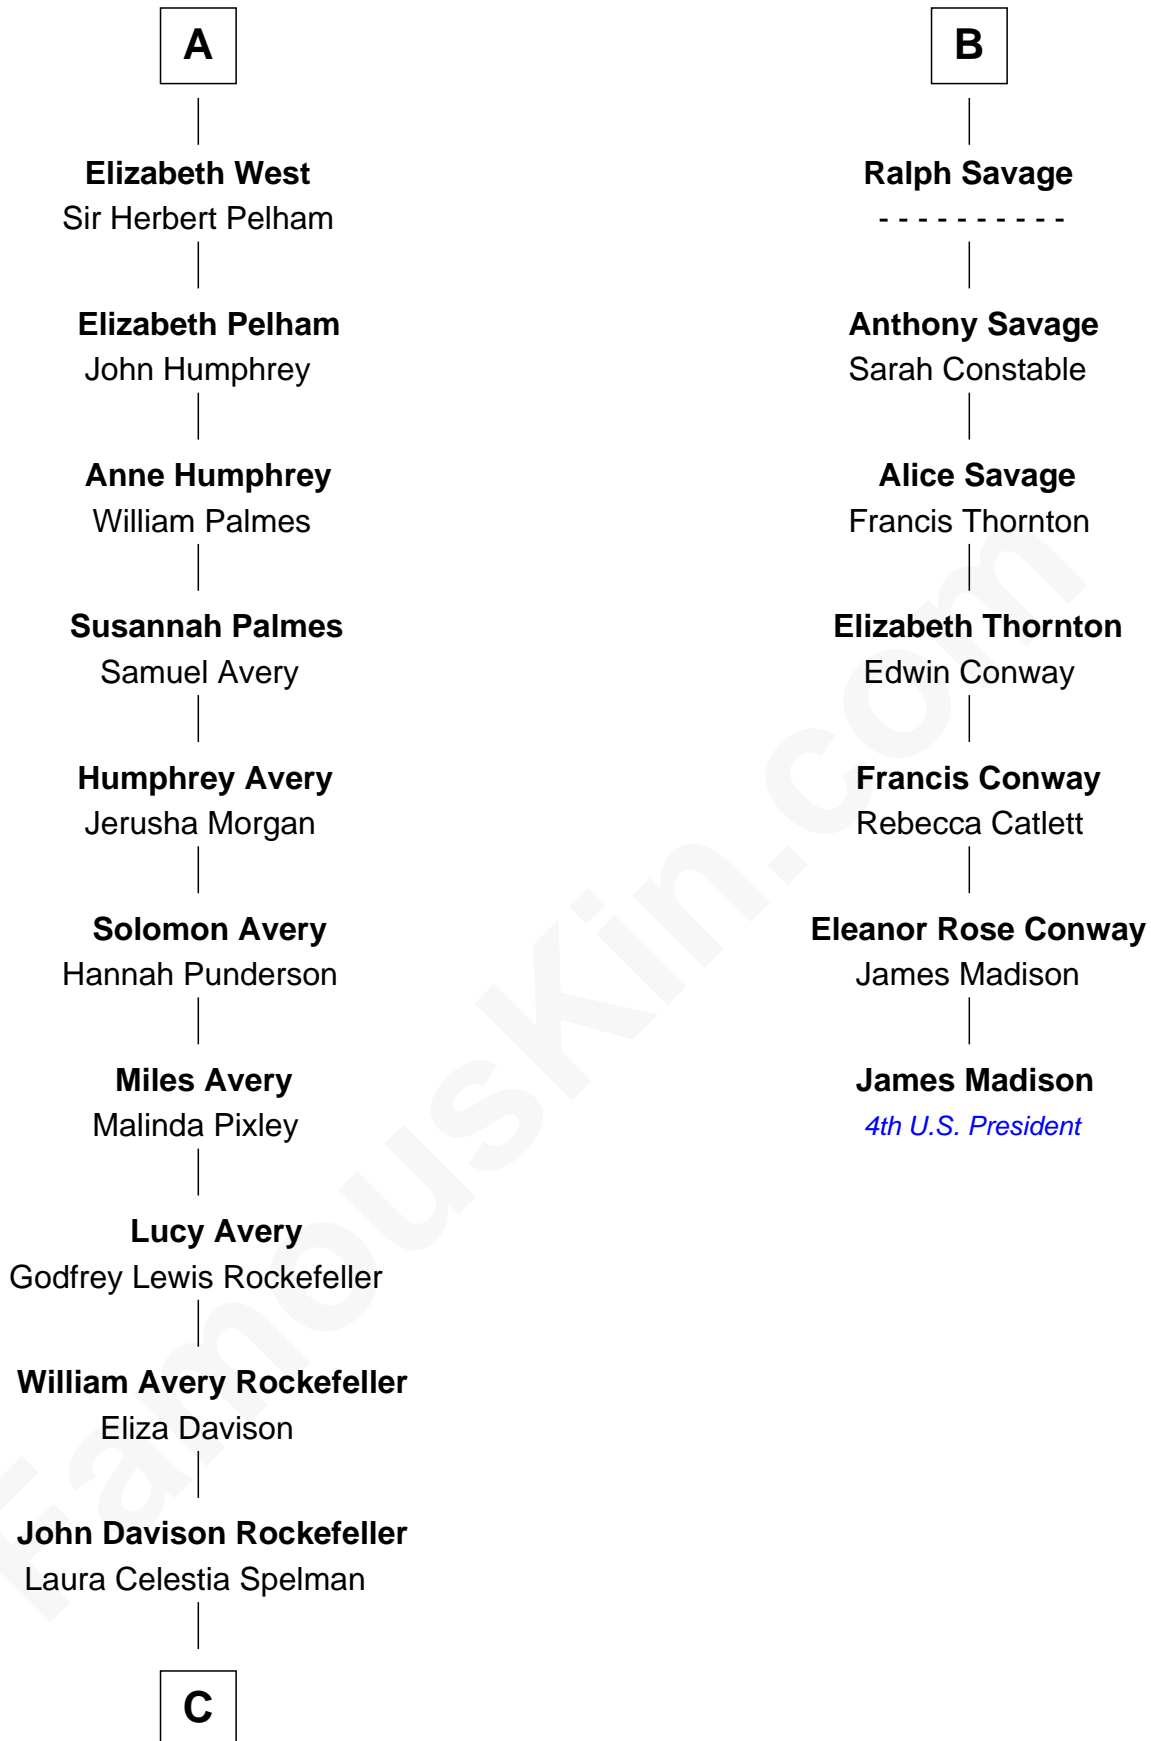 A
Elizabeth West
Sir Herbert Pelham
Elizabeth Pelham
John Humphrey
Anne Humphrey
William Palmes
Susannah Palmes
Samuel Avery
Humphrey Avery
Jerusha Morgan
Solomon Avery
Hannah Punderson
Miles Avery
Malinda Pixley
Lucy Avery
Godfrey Lewis Rockefeller
William Avery Rockefeller
Eliza Davison
John Davison Rockefeller
Laura Celestia Spelman
C
B
Ralph Savage
- - - - - - - - - -
Anthony Savage
Sarah Constable
Alice Savage
Francis Thornton
Elizabeth Thornton
Edwin Conway
Francis Conway
Rebecca Catlett
Eleanor Rose Conway
James Madison
James Madison
4th U.S. President
FamousKin.com